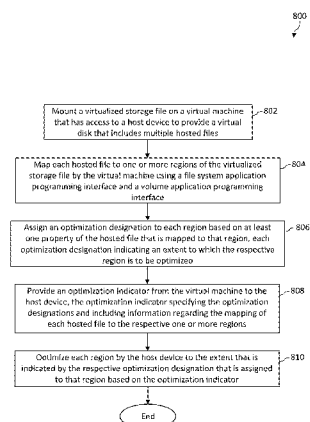 800
Mount a virtualized storage file on a virtual machine
that has access to a host device to provide a virtual
disk that includes multiple hosted files
802
Map each hosted file to one or more regions of the virtualized
storage file by the virtual machine using a file system application
programming interface and a volume application programming
interface
804
Assign an optimization designation to each region based on at least
one property of the hosted file that is mapped to that region, each
optimization designation indicating an extent to which the respective
region is to be optimized
806
Provide an optimization indicator from the virtual machine to the
host device, the optimization indicator specifying the optimization
designations and including information regarding the mapping of
each hosted file to the respective one or more regions
808
Optimize each region by the host device to the extent that is
indicated by the respective optimization designation that is assigned
to that region based on the optimization indicator
810
End